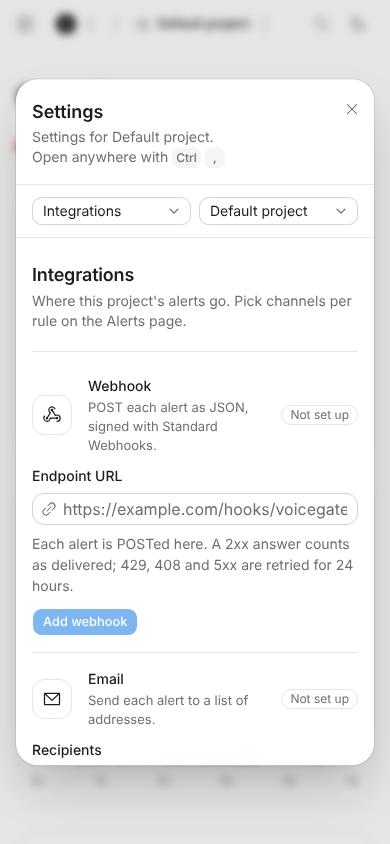 Default project
Settings
Settings for Default project.
Open anywhere with Ctrl ,
Integrations
Default project
Integrations
Where this project's alerts go. Pick channels per
rule on the Alerts page.
Webhook
POST each alert as JSON,
signed with Standard
Webhooks.
Not set up
Endpoint URL
https://example.com/hooks/voicegate
Each alert is POSTed here. A 2xx answer counts
as delivered; 429, 408 and 5xx are retried for 24
hours.
Add webhook
Email
Send each alert to a list of
addresses.
Not set up
Recipients